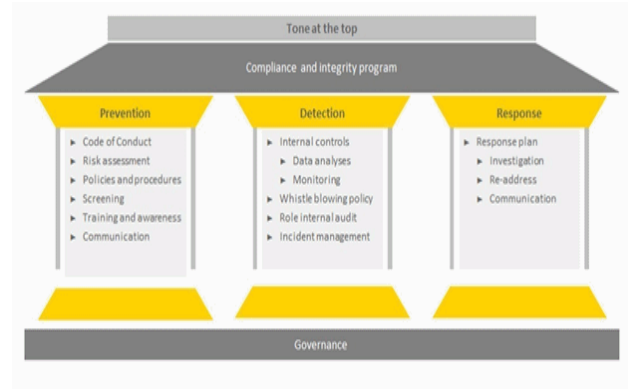 Tone at the top
Compliance and integrity program
Prevention
Code of Conduct
Risk assessment
Policies and procedures
Screening
Training and awareness
Communication
Detection
Internal controls
Data analyses
Monitoring
Whistle blowing policy
Role internal audit
Incident management
Response
Response plan
Investigation
Re-address
Communication
Governance